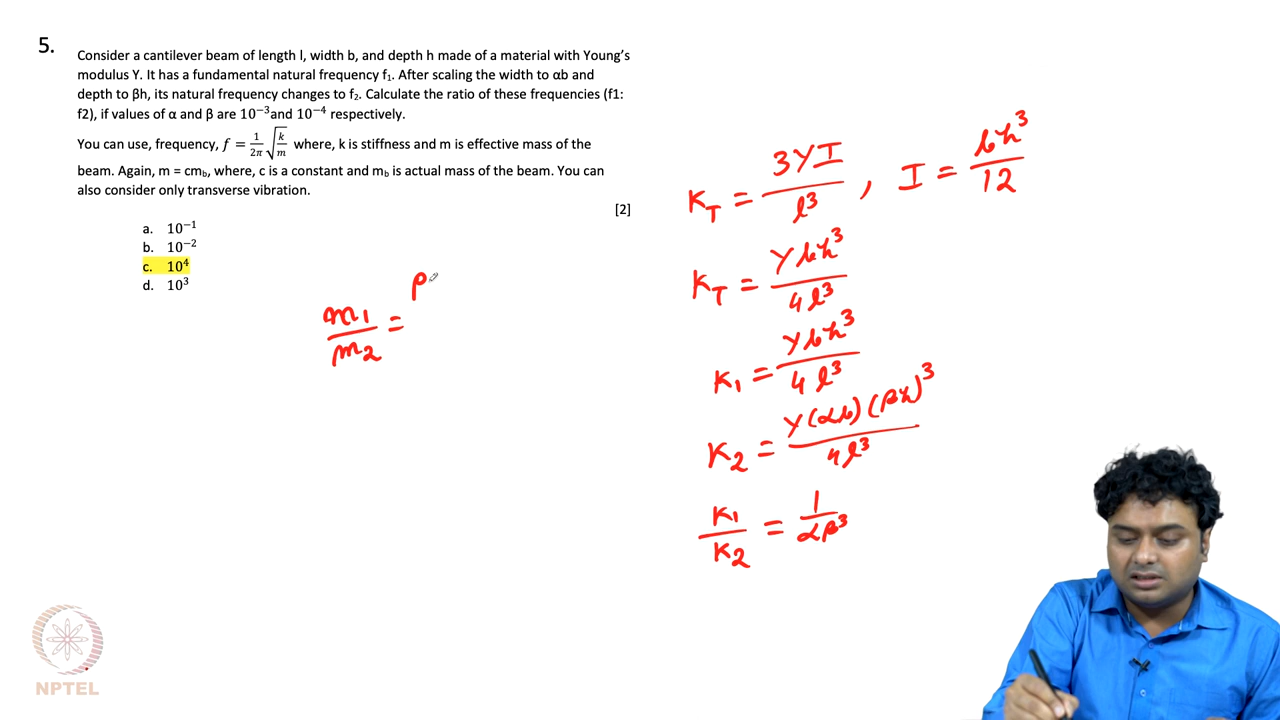 5.
Consider a cantilever beam of length l, width b, and depth h made of a material with Young's
modulus Y. It has a fundamental natural frequency f₁. After scaling the width to αb and
depth to βh, its natural frequency changes to f₂. Calculate the ratio of these frequencies (f1:
f2), if values of α and β are 10⁻³and 10⁻⁴ respectively.
You can use, frequency, f = 1/2π √(k/m) where, k is stiffness and m is effective mass of the
beam. Again, m = cm_b, where, c is a constant and m_b is actual mass of the beam. You can
also consider only transverse vibration.
[2]
a. 10⁻¹
b. 10⁻²
c. 10⁴
d. 10³
m₁/m₂ = ρ
K_T = 3YI/l³ , I = bh³/12
K_T = Ybh³/4l³
K₁ = Ybh³/4l³
K₂ = Y(αb)(βh)³/4l³
K₁/K₂ = 1/αβ³
NPTEL